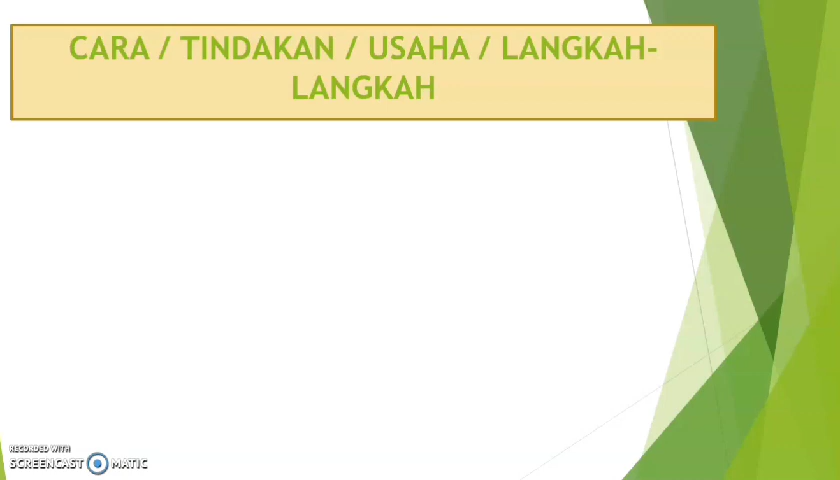 CARA / TINDAKAN / USAHA / LANGKAH-
LANGKAH
RECORDED WITH
SCREENCAST MATIC